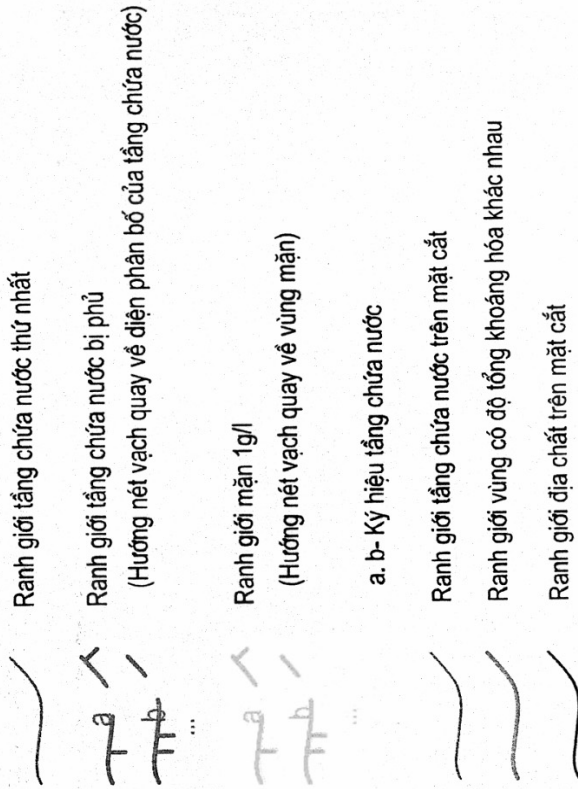 Ranh giới tầng chứa nước thứ nhất
a
b
...
Ranh giới tầng chứa nước bị phủ
(Hướng nét vạch quay về diện phân bố của tầng chứa nước)
a
b
...
Ranh giới mặn 1g/l
(Hướng nét vạch quay về vùng mặn)
a. b- Ký hiệu tầng chứa nước
Ranh giới tầng chứa nước trên mặt cắt
Ranh giới vùng có độ tổng khoáng hóa khác nhau
Ranh giới địa chất trên mặt cắt